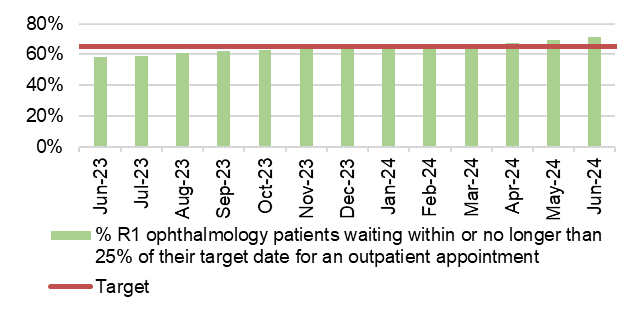 80%
60%
40%
20%
0%
Jun-23
Jul-23
Aug-23
Sep-23
Oct-23
Nov-23
Dec-23
Jan-24
Feb-24
Mar-24
Apr-24
May-24
Jun-24
% R1 ophthalmology patients waiting within or no longer than
25% of their target date for an outpatient appointment
Target